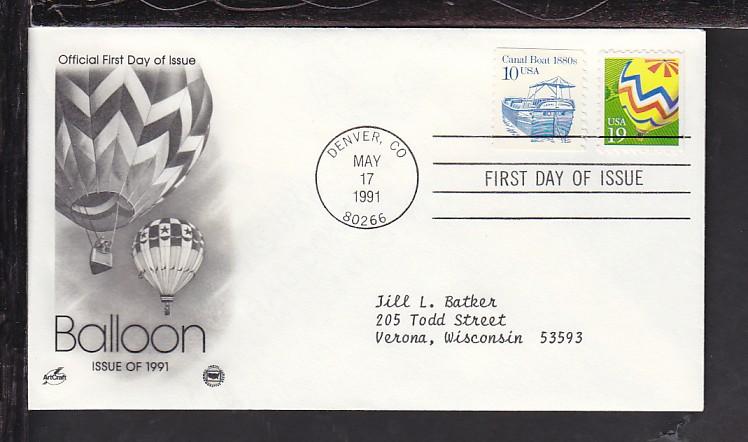 Official First Day of Issue
Canal Boat 1880s
10 USA
USA
19
DENVER, CO
MAY
17
1991
80266
FIRST DAY OF ISSUE
Jill L. Batker
205 Todd Street
Verona, Wisconsin 53593
Balloon
ISSUE OF 1991
ArtCraft